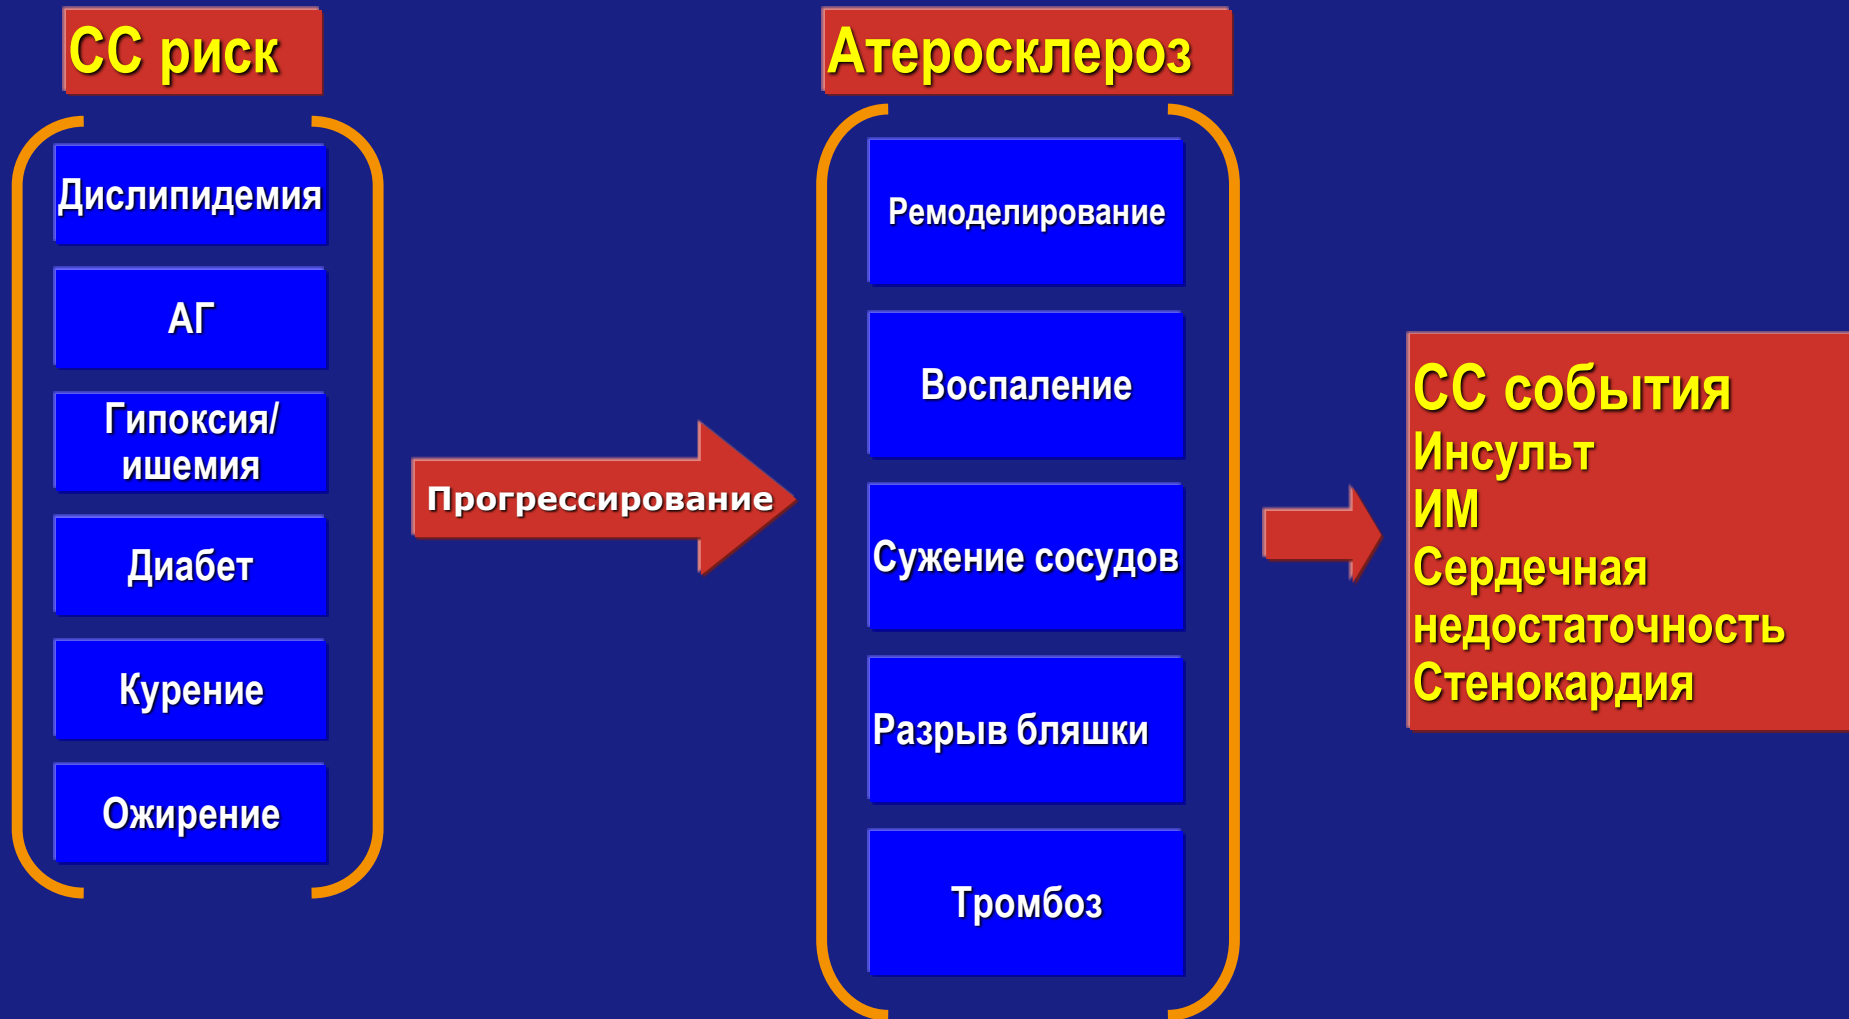 СС риск
Дислипидемия
АГ
Гипоксия/
ишемия
Диабет
Курение
Ожирение
Прогрессирование
Атеросклероз
Ремоделирование
Воспаление
Сужение сосудов
Разрыв бляшки
Тромбоз
СС события
Инсульт
ИМ
Сердечная
недостаточность
Стенокардия